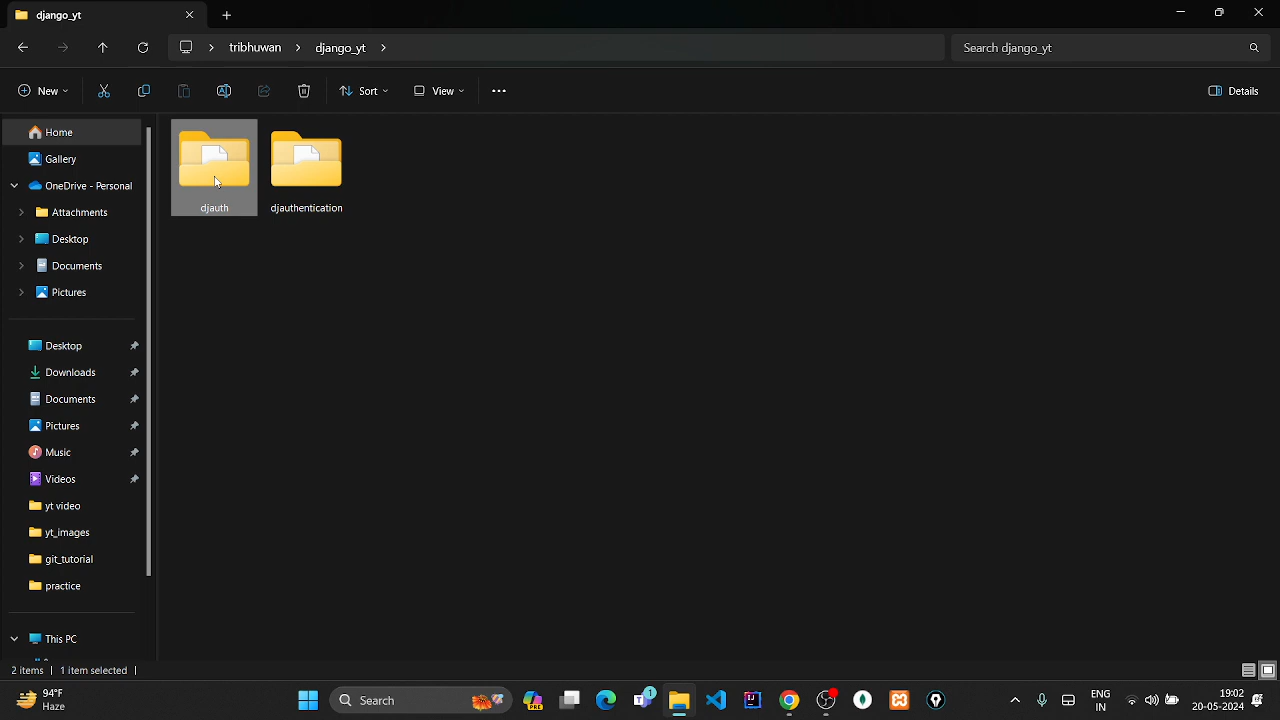 django_yt
tribhuwan > django_yt >
Search django_yt
New
Sort
View
Details
Home
Gallery
OneDrive - Personal
Attachments
Desktop
Documents
Pictures
Desktop
Downloads
Documents
Pictures
Music
Videos
yt video
yt_images
git_tutorial
practice
This PC
djauth
djauthentication
2 items
1 item selected
94°F
Haze
Search
PRE
1
ENG
IN
19:02
20-05-2024